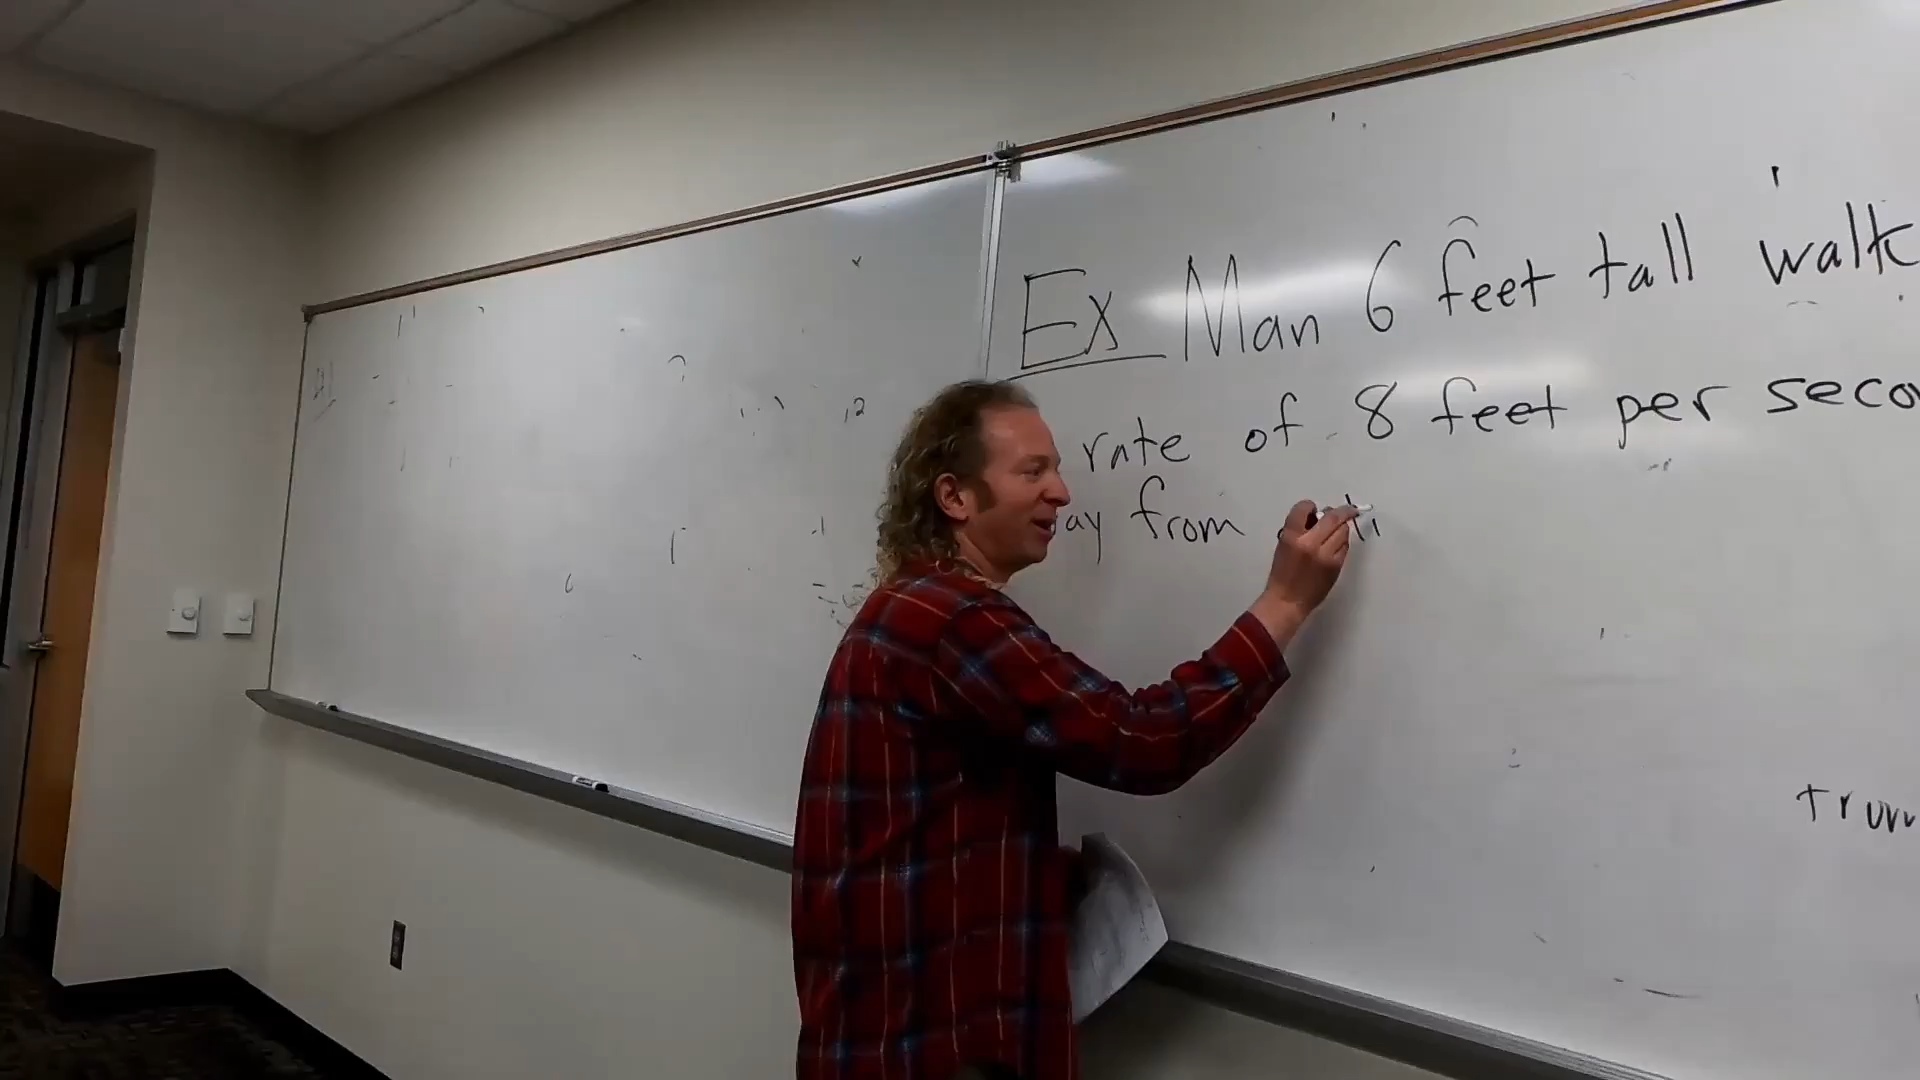 Ex Man 6 feet tall walk
rate of 8 feet per seco
ay from